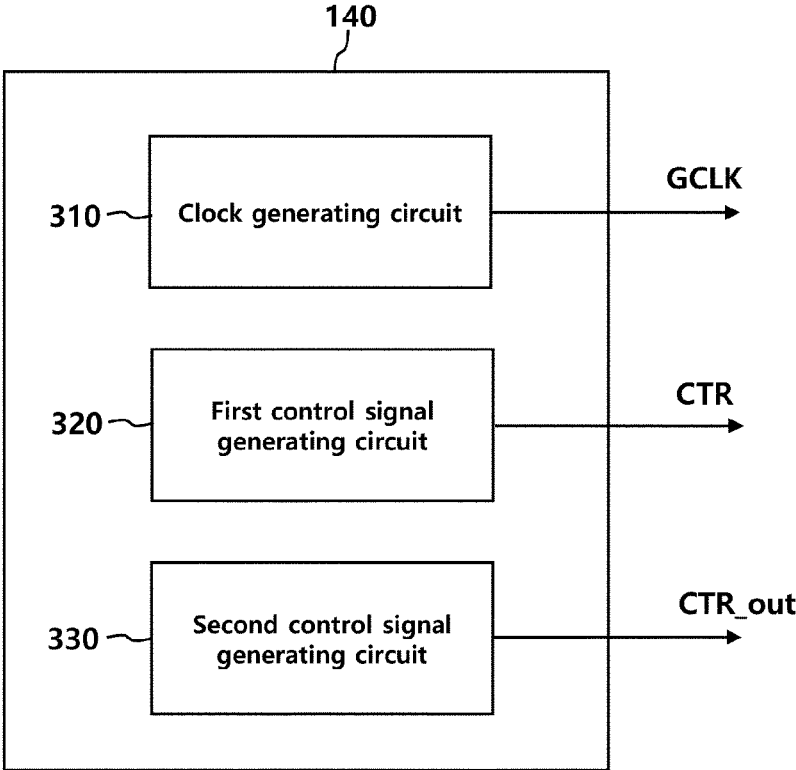 140
310
Clock generating circuit
GCLK
320
First control signal
generating circuit
CTR
330
Second control signal
generating circuit
CTR_out